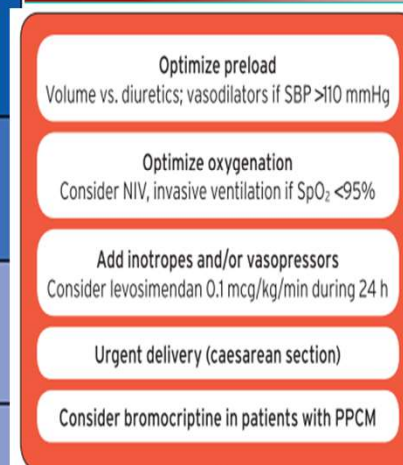 Optimize preload
Volume vs. diuretics; vasodilators if SBP >110 mmHg
Optimize oxygenation
Consider NIV, invasive ventilation if SpO₂ <95%
Add inotropes and/or vasopressors
Consider levosimendan 0.1 mcg/kg/min during 24 h
Urgent delivery (caesarean section)
Consider bromocriptine in patients with PPCM